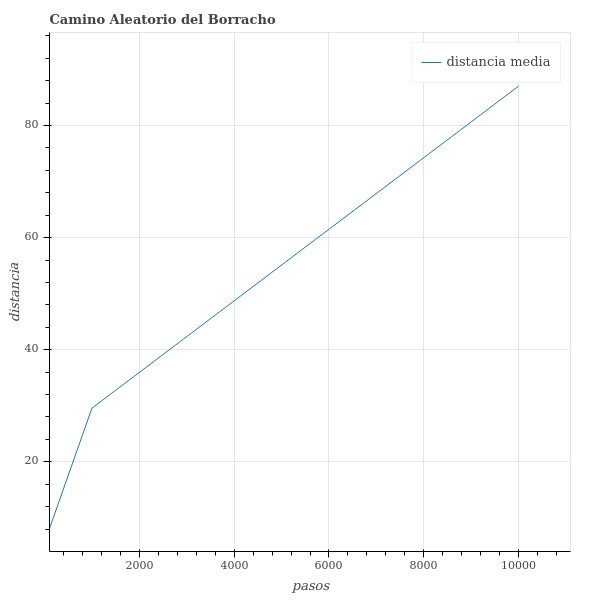 Camino Aleatorio del Borracho
distancia media
80
60
40
20
distancia
2000 4000 6000 8000 10000
pasos